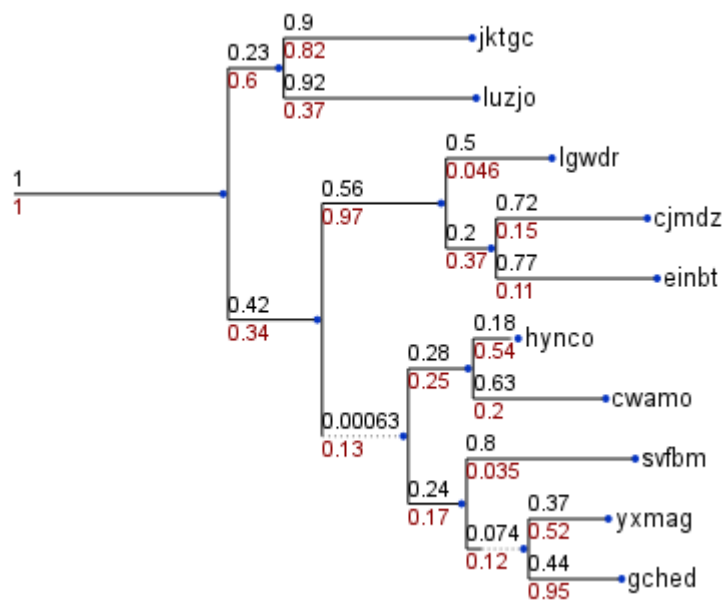 0.9
0.23 0.82 jktgc
0.6 0.92
0.37 luzjo
0.5
0.046 lgwdr
1 0.56 0.72
1 0.97 0.2 0.15 cjmdz
0.37 0.77
0.11 einbt
0.42 0.18
0.34 0.28 0.54 hynco
0.25 0.63
0.2 cwamo
0.00063 0.8
0.13 0.24 0.035 svfbm
0.17 0.37
0.074 0.52 yxmag
0.12 0.44
0.95 gched